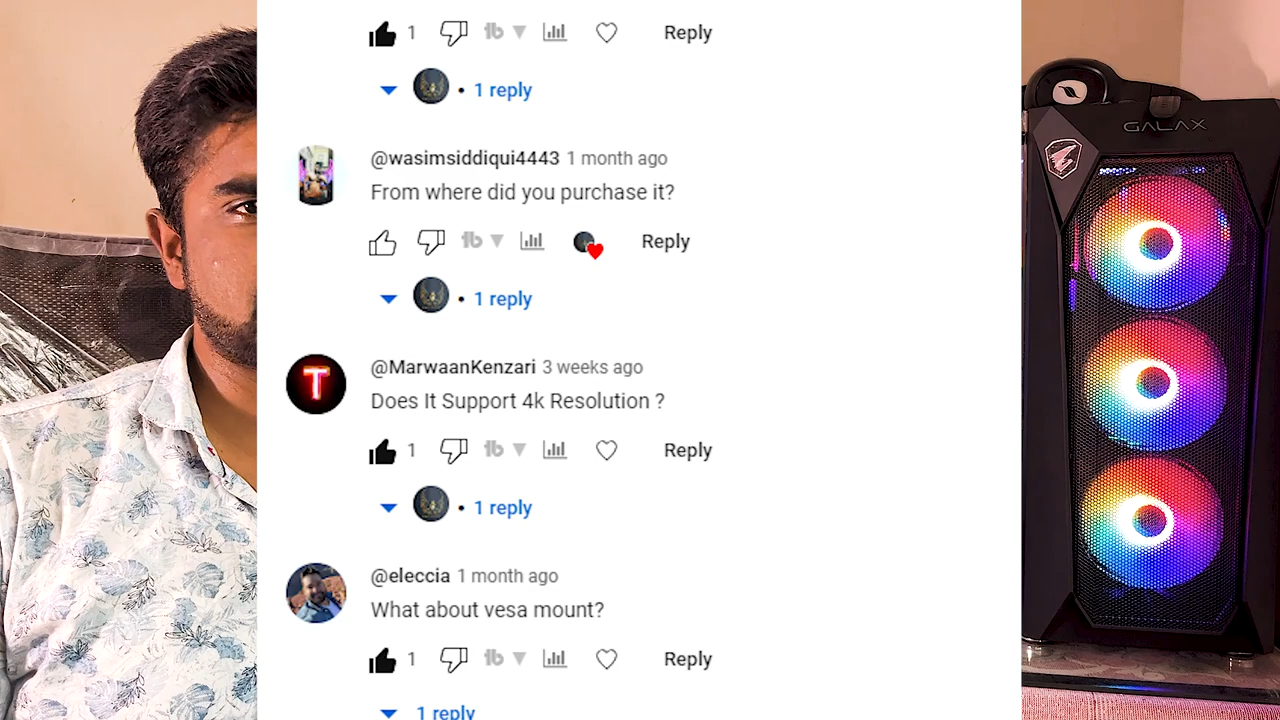 1 Reply
• 1 reply
@wasimsiddiqui4443 1 month ago
From where did you purchase it?
Reply
• 1 reply
@MarwaanKenzari 3 weeks ago
T
Does It Support 4k Resolution ?
1 Reply
• 1 reply
@eleccia 1 month ago
What about vesa mount?
1 Reply
1 reply
GALAX